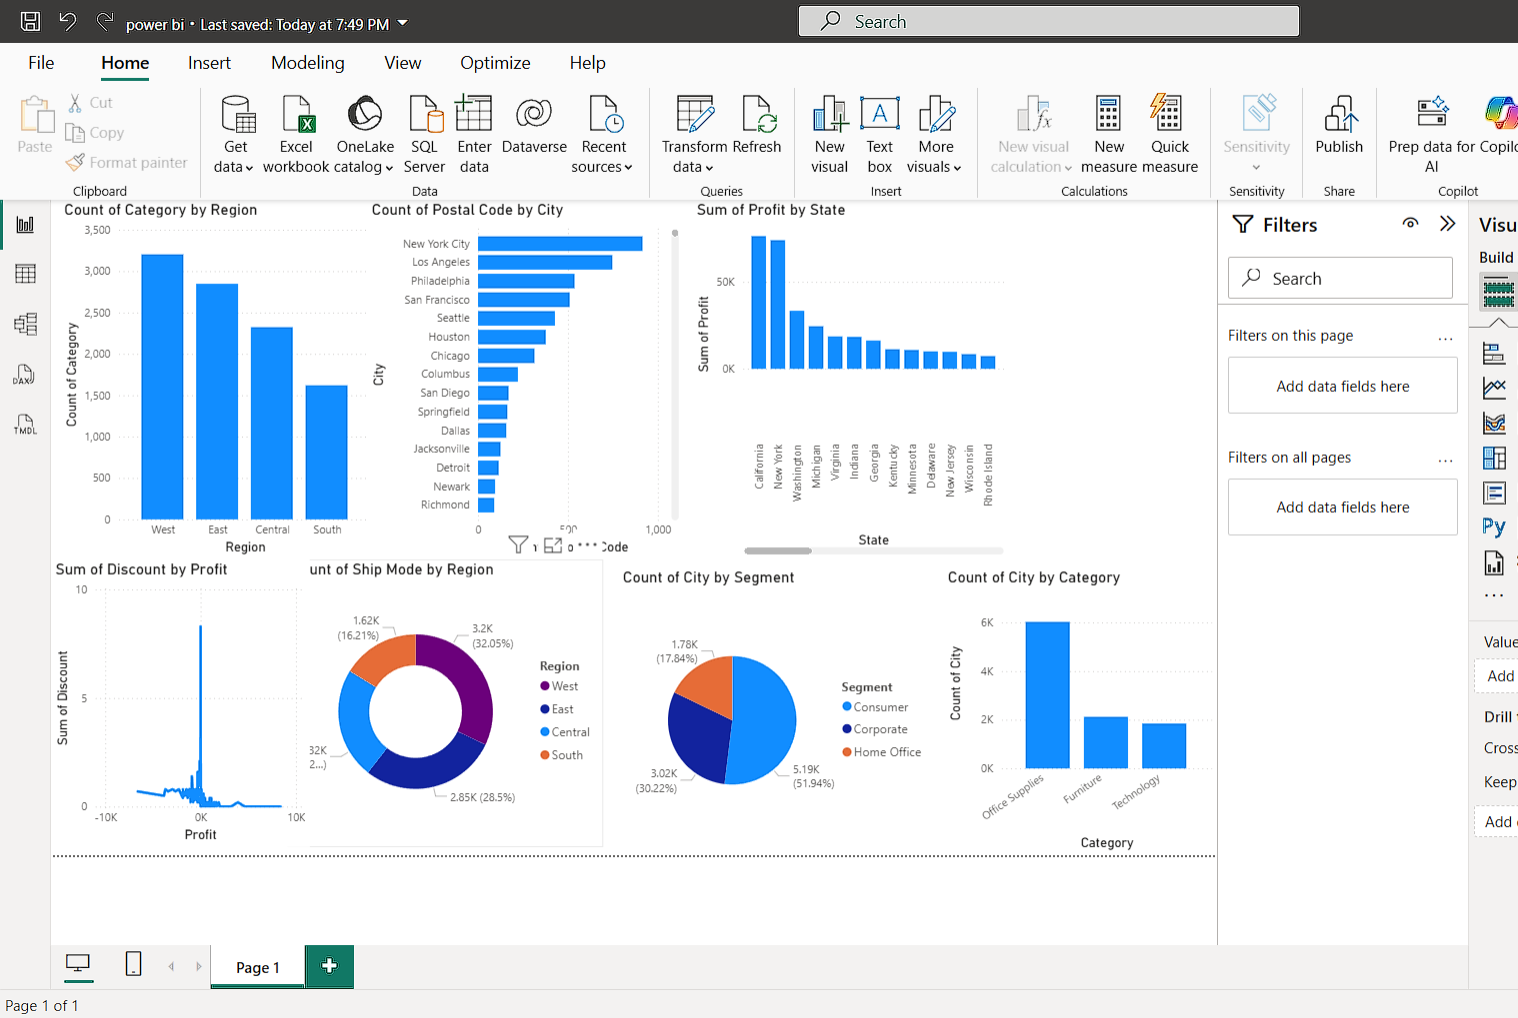 power bi • Last saved: Today at 7:49 PM
Search
File Home Insert Modeling View Optimize Help
Paste
Cut
Copy
Format painter
Clipboard
Get data
Excel workbook
OneLake catalog
SQL Server
Enter data
Dataverse
Recent sources
Data
Transform data
Refresh
Queries
New visual
Text box
More visuals
Insert
New visual calculation
New measure
Quick measure
Calculations
Sensitivity
Sensitivity
Publish
Share
Prep data for AI
Copilo
Copilot
DAX
TMDL
Count of Category by Region
3,500
3,000
2,500
2,000
1,500
1,000
500
0
Count of Category
West East Central South
Region
Count of Postal Code by City
City
New York City
Los Angeles
Philadelphia
San Francisco
Seattle
Houston
Chicago
Columbus
San Diego
Springfield
Dallas
Jacksonville
Detroit
Newark
Richmond
0 500 1,000
Code
Sum of Profit by State
Sum of Profit
50K
0K
California
New York
Washington
Michigan
Virginia
Indiana
Georgia
Kentucky
Minnesota
Delaware
New Jersey
Wisconsin
Rhode Island
State
Sum of Discount by Profit
10
5
0
Sum of Discount
-10K 0K 10K
Profit
unt of Ship Mode by Region
1.62K
(16.21%)
3.2K
(32.05%)
32K
2...)
2.85K (28.5%)
Region
West
East
Central
South
Count of City by Segment
1.78K
(17.84%)
3.02K
(30.22%)
5.19K
(51.94%)
Segment
Consumer
Corporate
Home Office
Count of City by Category
6K
4K
2K
0K
Count of City
Office Supplies
Furniture
Technology
Category
Filters
Search
Filters on this page
...
Add data fields here
Filters on all pages
...
Add data fields here
Visu
Build
Py
...
Value
Add
Drill
Cross
Keep
Add
Page 1
Page 1 of 1